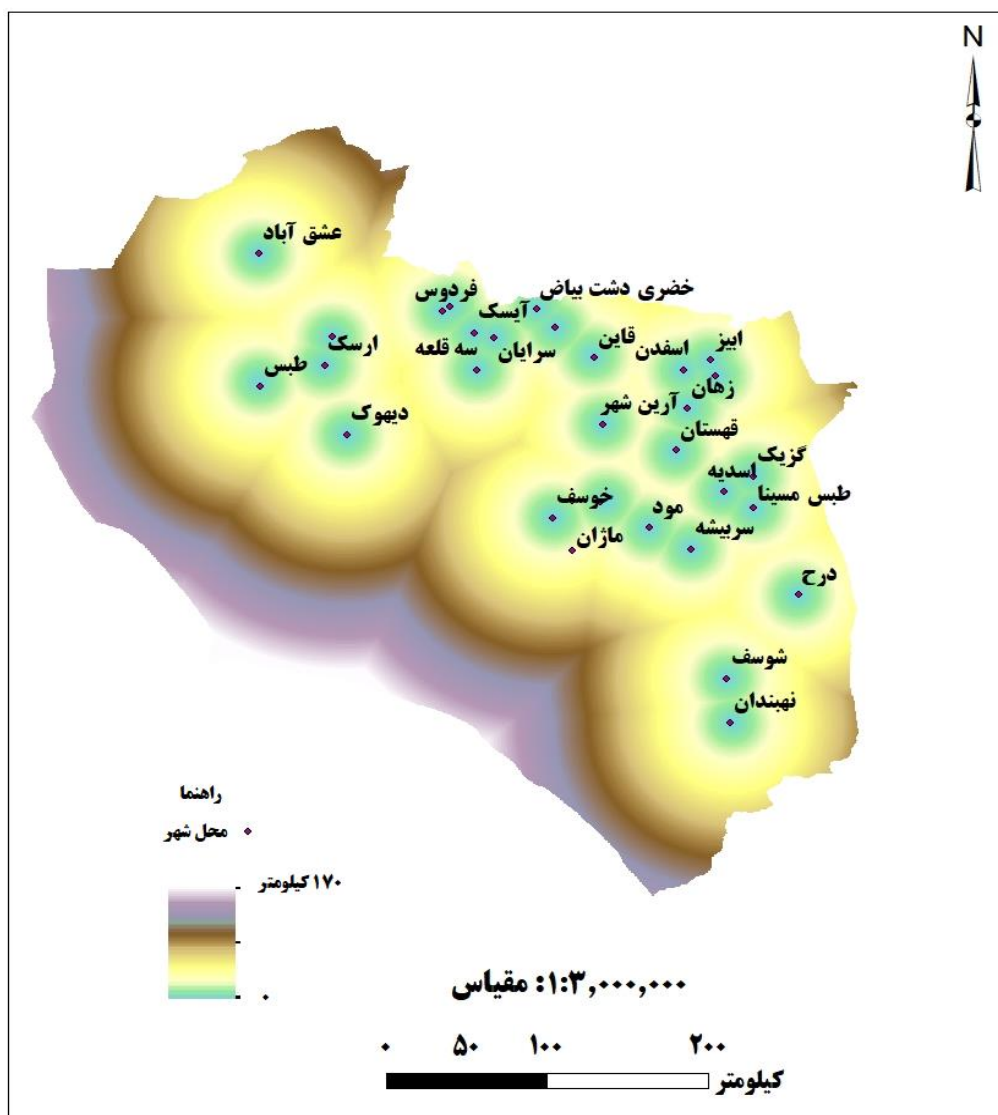 N
عشق آباد
خضری دشت بیاض
فردوس
آیسک
ابیز
قاین
اسفدن
ارسک
سه قلعه
سرایان
طبس
زهان
دیهوک
آرین شهر
قهستان
گزیک
اسدیه
طبس مسینا
خوسف
مود
سربیشه
ماژان
درح
شوسف
نهبندان
راهنما
محل شهر
۱۷۰ کیلومتر
۰
مقیاس :۱:۳,۰۰۰,۰۰۰
۰ ۵۰ ۱۰۰ ۲۰۰
کیلومتر